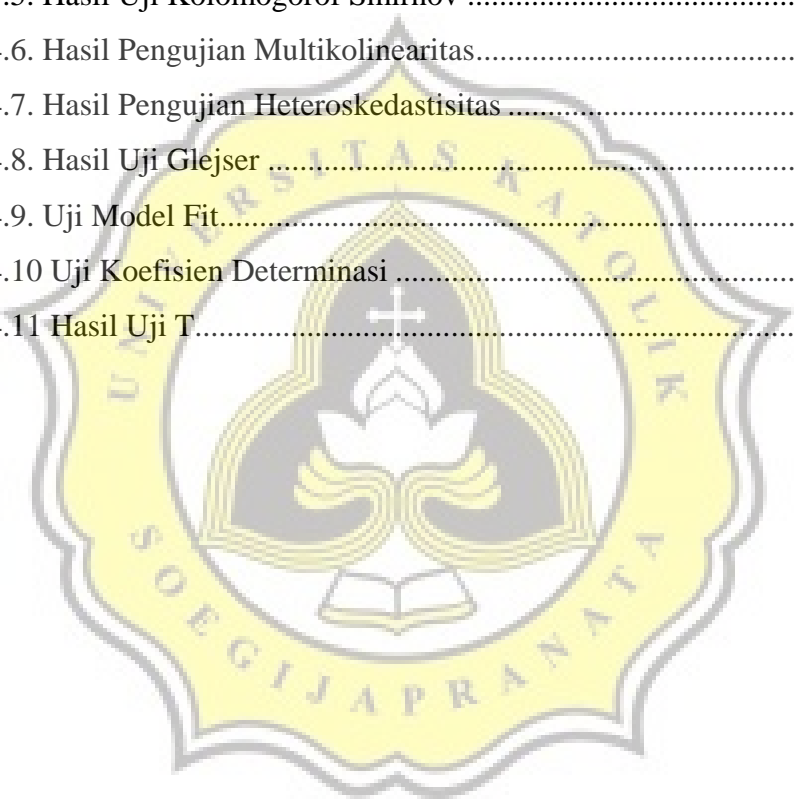 .5. Hasil Uji Kolomogorof Smirnov ...................................
.6. Hasil Pengujian Multikolinearitas...................................
.7. Hasil Pengujian Heteroskedastisitas ...................................
.8. Hasil Uji Glejser ...................................
.9. Uji Model Fit...................................
.10 Uji Koefisien Determinasi ...................................
.11 Hasil Uji T...................................
UNIVERSITAS KATOLIK
SOEGIJAPRANATA